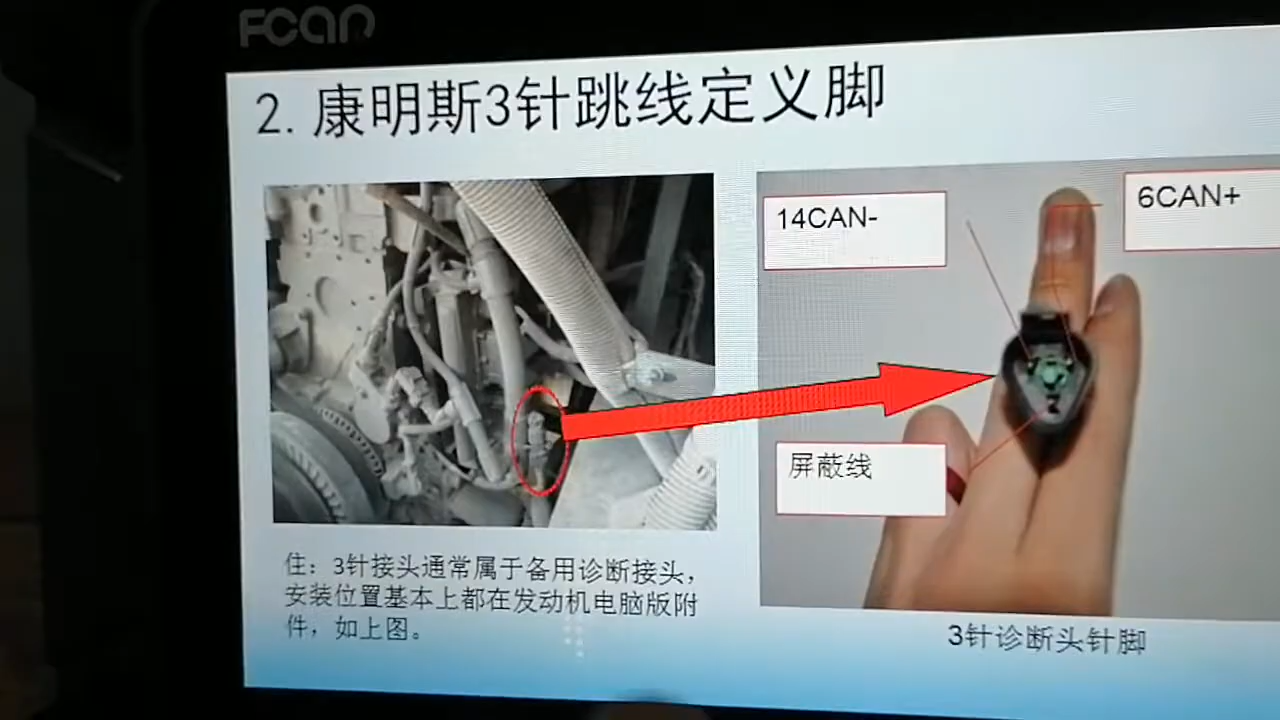 FCAN
2. 康明斯3针跳线定义脚
14CAN-
6CAN+
屏蔽线
住：3针接头通常属于备用诊断接头，
安装位置基本上都在发动机电脑版附
件，如上图。
3针诊断头针脚